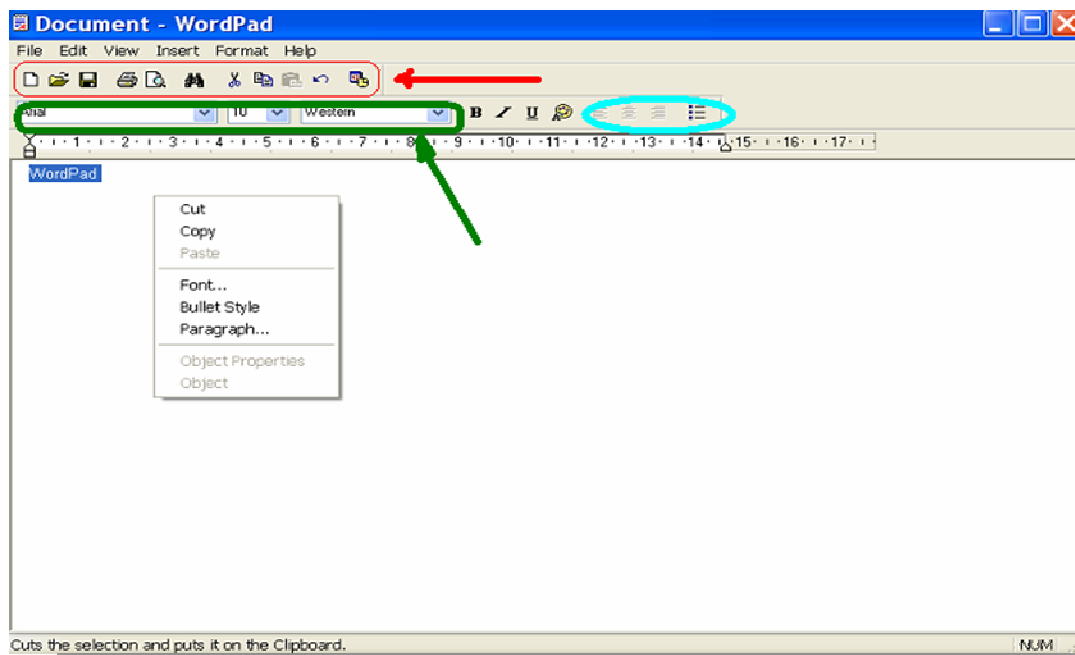 Document - WordPad
File Edit View Insert Format Help
Arial 10 Western B U
1 2 3 4 5 6 7 8 9 10 11 12 13 14 15 16 17
WordPad
Cut
Copy
Paste
Font...
Bullet Style
Paragraph...
Object Properties
Object
Cuts the selection and puts it on the Clipboard. NUM